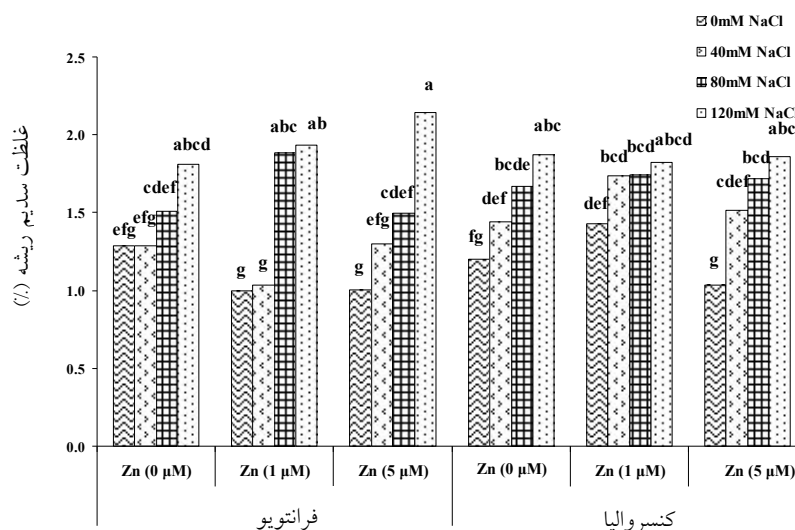 0mM NaCl
40mM NaCl
80mM NaCl
120mM NaCl
غلظت سدیم ریشه (٪)
2.5
2.0
1.5
1.0
0.5
0.0
efg efg cdef abcd
g g abc ab
g efg cdef a
fg def bcde abc
def bcd bcd abcd
g cdef bcd abc
Zn (0 μM) Zn (1 μM) Zn (5 μM) Zn (0 μM) Zn (1 μM) Zn (5 μM)
فرانتویو کنسروالیا